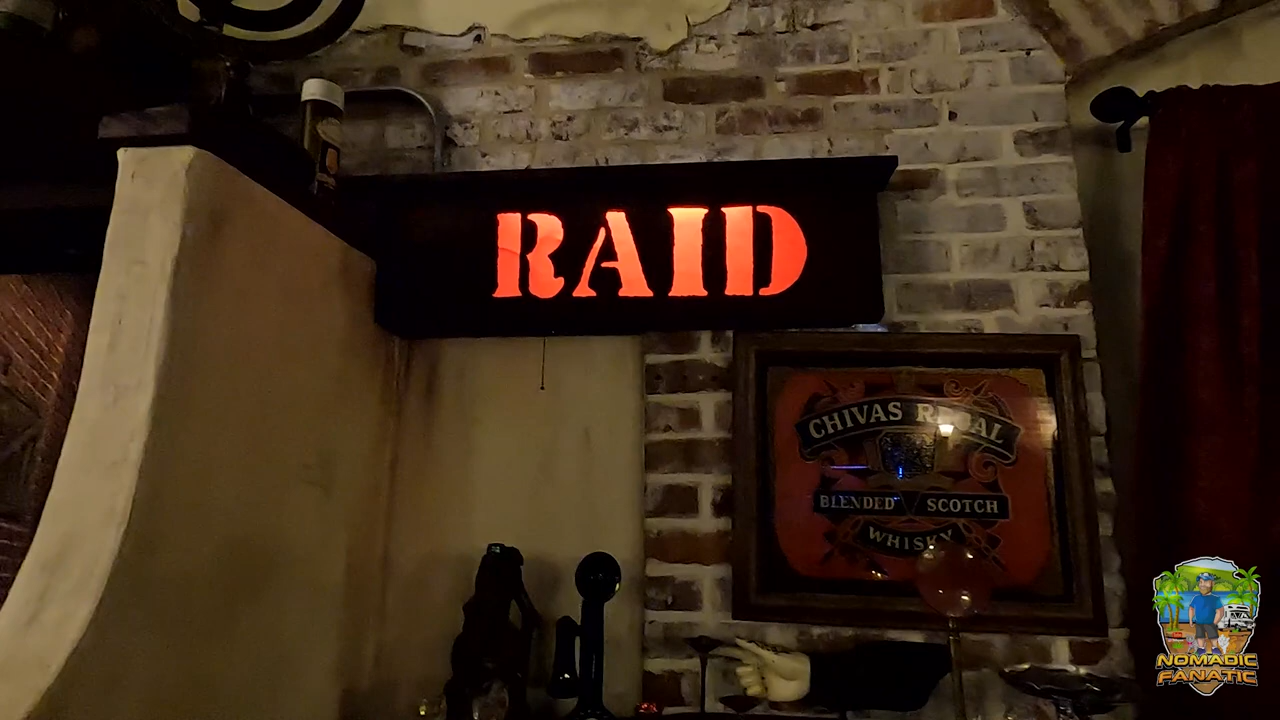 RAID
CHIVAS REGAL
BLENDED SCOTCH
WHISKY
NOMADIC
FANATIC